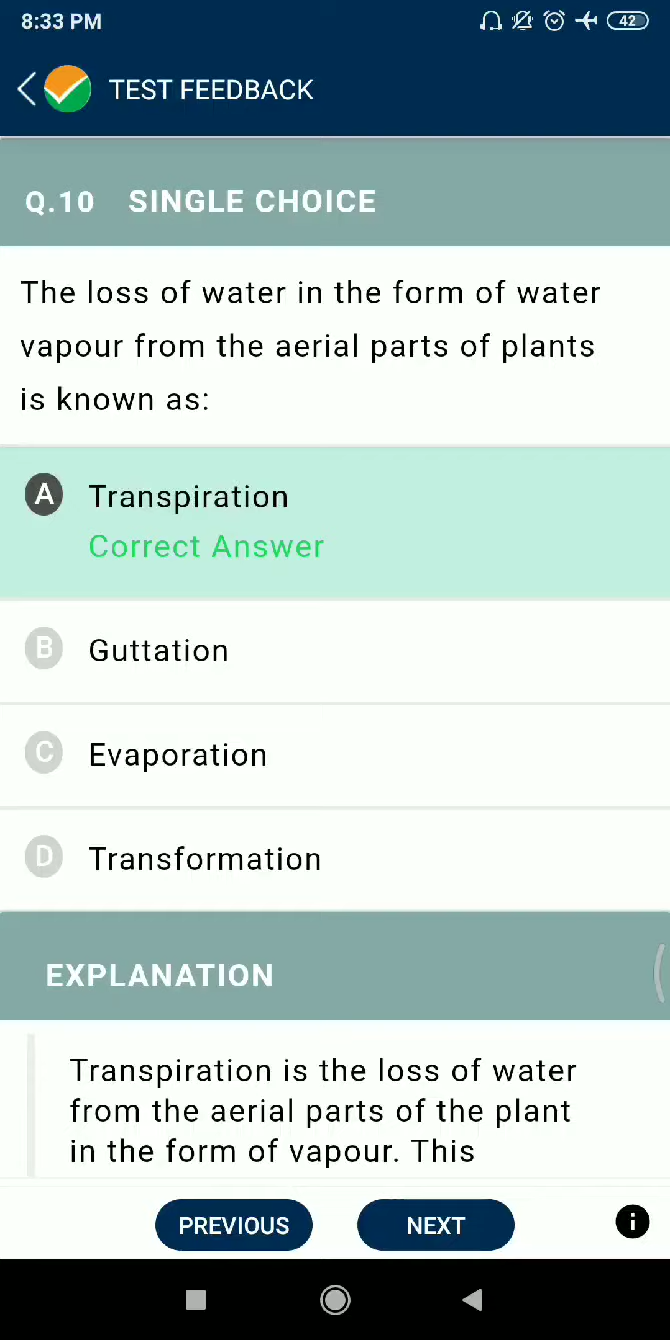 8:33 PM
42
TEST FEEDBACK
Q.10 SINGLE CHOICE
The loss of water in the form of water
vapour from the aerial parts of plants
is known as:
A Transpiration
Correct Answer
B Guttation
C Evaporation
D Transformation
EXPLANATION
Transpiration is the loss of water
from the aerial parts of the plant
in the form of vapour. This
PREVIOUS NEXT i